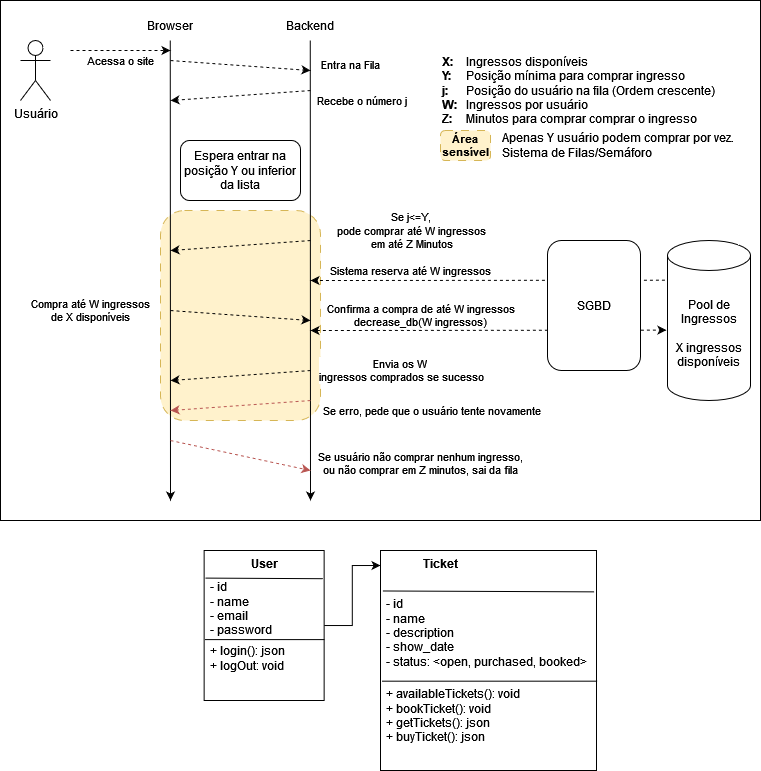 Browser
Backend
Usuário
Acessa o site
Entra na Fila
Recebe o número j
X: Ingressos disponíveis
Y: Posição mínima para comprar ingresso
j: Posição do usuário na fila (Ordem crescente)
W: Ingressos por usuário
Z: Minutos para comprar comprar o ingresso
Área
sensível
Apenas Y usuário podem comprar por vez.
Sistema de Filas/Semáforo
Espera entrar na
posição Y ou inferior
da lista
Se j<=Y,
pode comprar até W ingressos
em até Z Minutos
Sistema reserva até W ingressos
Compra até W ingressos
de X disponíveis
Confirma a compra de até W ingressos
decrease_db(W ingressos)
SGBD
Pool de
Ingressos
X ingressos
disponíveis
Envia os W
ingressos comprados se sucesso
Se erro, pede que o usuário tente novamente
Se usuário não comprar nenhum ingresso,
ou não comprar em Z minutos, sai da fila
User
- id
- name
- email
- password
+ login(): json
+ logOut: void
Ticket
- id
- name
- description
- show_date
- status: <open, purchased, booked>
+ availableTickets(): void
+ bookTicket(): void
+ getTickets(): json
+ buyTicket(): json